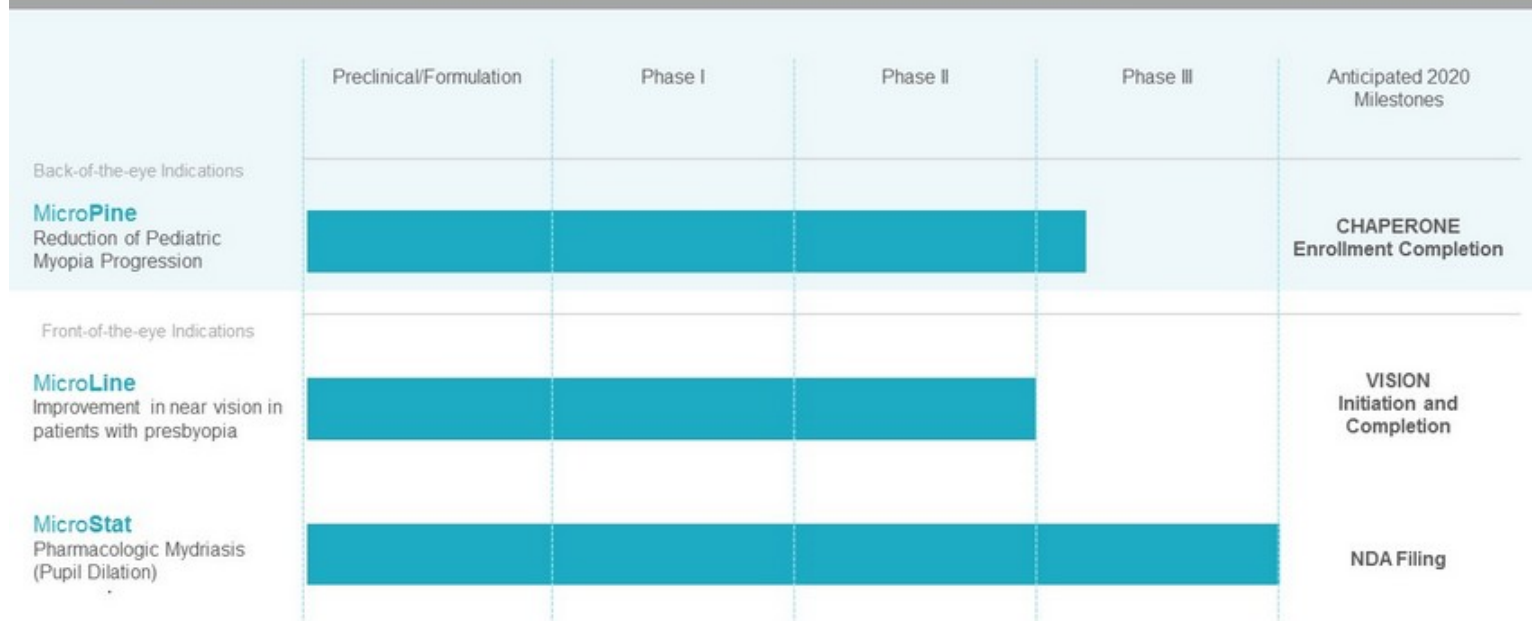 Preclinical/Formulation
Phase I
Phase II
Phase III
Anticipated 2020
Milestones
Back-of-the-eye Indications
MicroPine
Reduction of Pediatric
Myopia Progression
CHAPERONE
Enrollment Completion
Front-of-the-eye Indications
MicroLine
Improvement in near vision in
patients with presbyopia
VISION
Initiation and
Completion
MicroStat
Pharmacologic Mydriasis
(Pupil Dilation)
NDA Filing